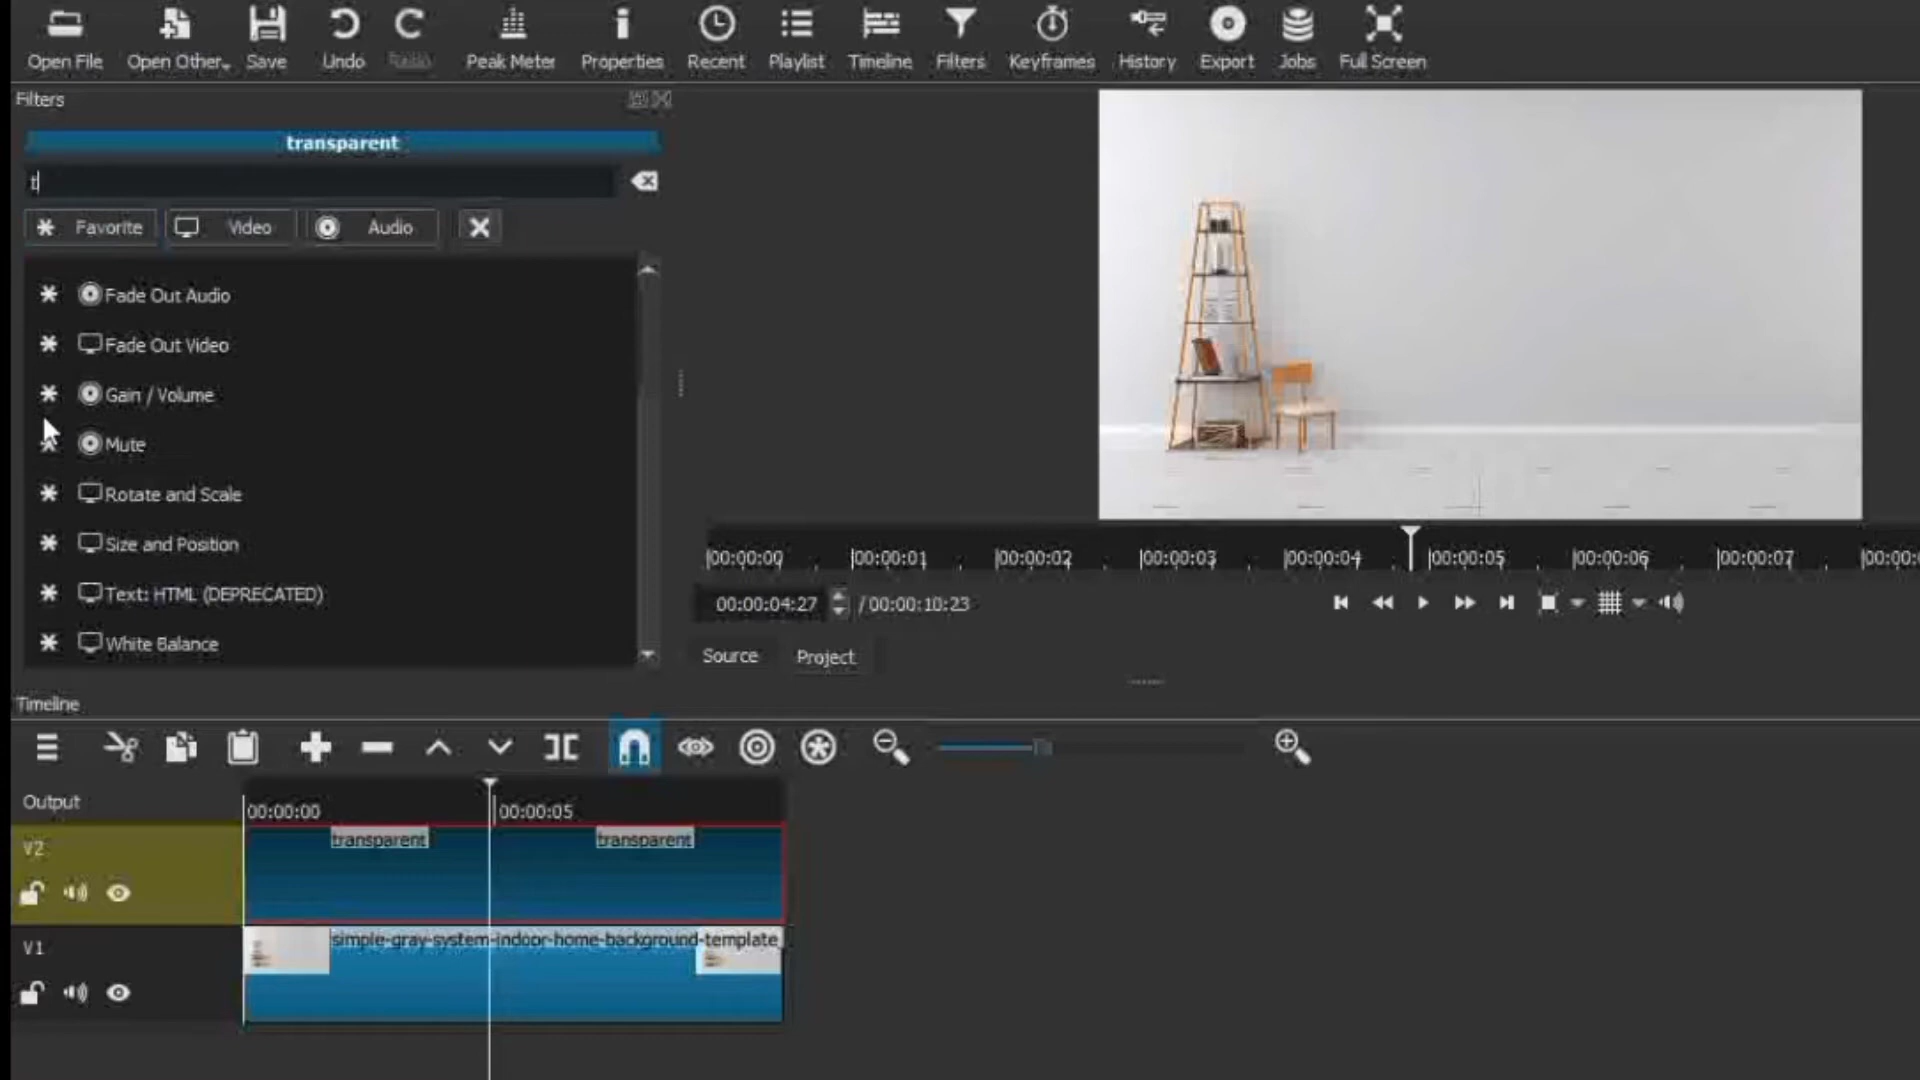 Open File Open Other Save Undo Redo Peak Meter Properties Recent Playlist Timeline Filters Keyframes History Export Jobs Full Screen
Filters
transparent
t
Favorite Video Audio
Fade Out Audio
Fade Out Video
Gain / Volume
Mute
Rotate and Scale
Size and Position
Text: HTML (DEPRECATED)
White Balance
00:00:00 00:00:01 00:00:02 00:00:03 00:00:04 00:00:05 00:00:06 00:00:07
00:00:04:27 / 00:00:10:23
Source Project
Timeline
Output 00:00:00 00:00:05
V2 transparent transparent
V1 simple-gray-system-indoor-home-background-template